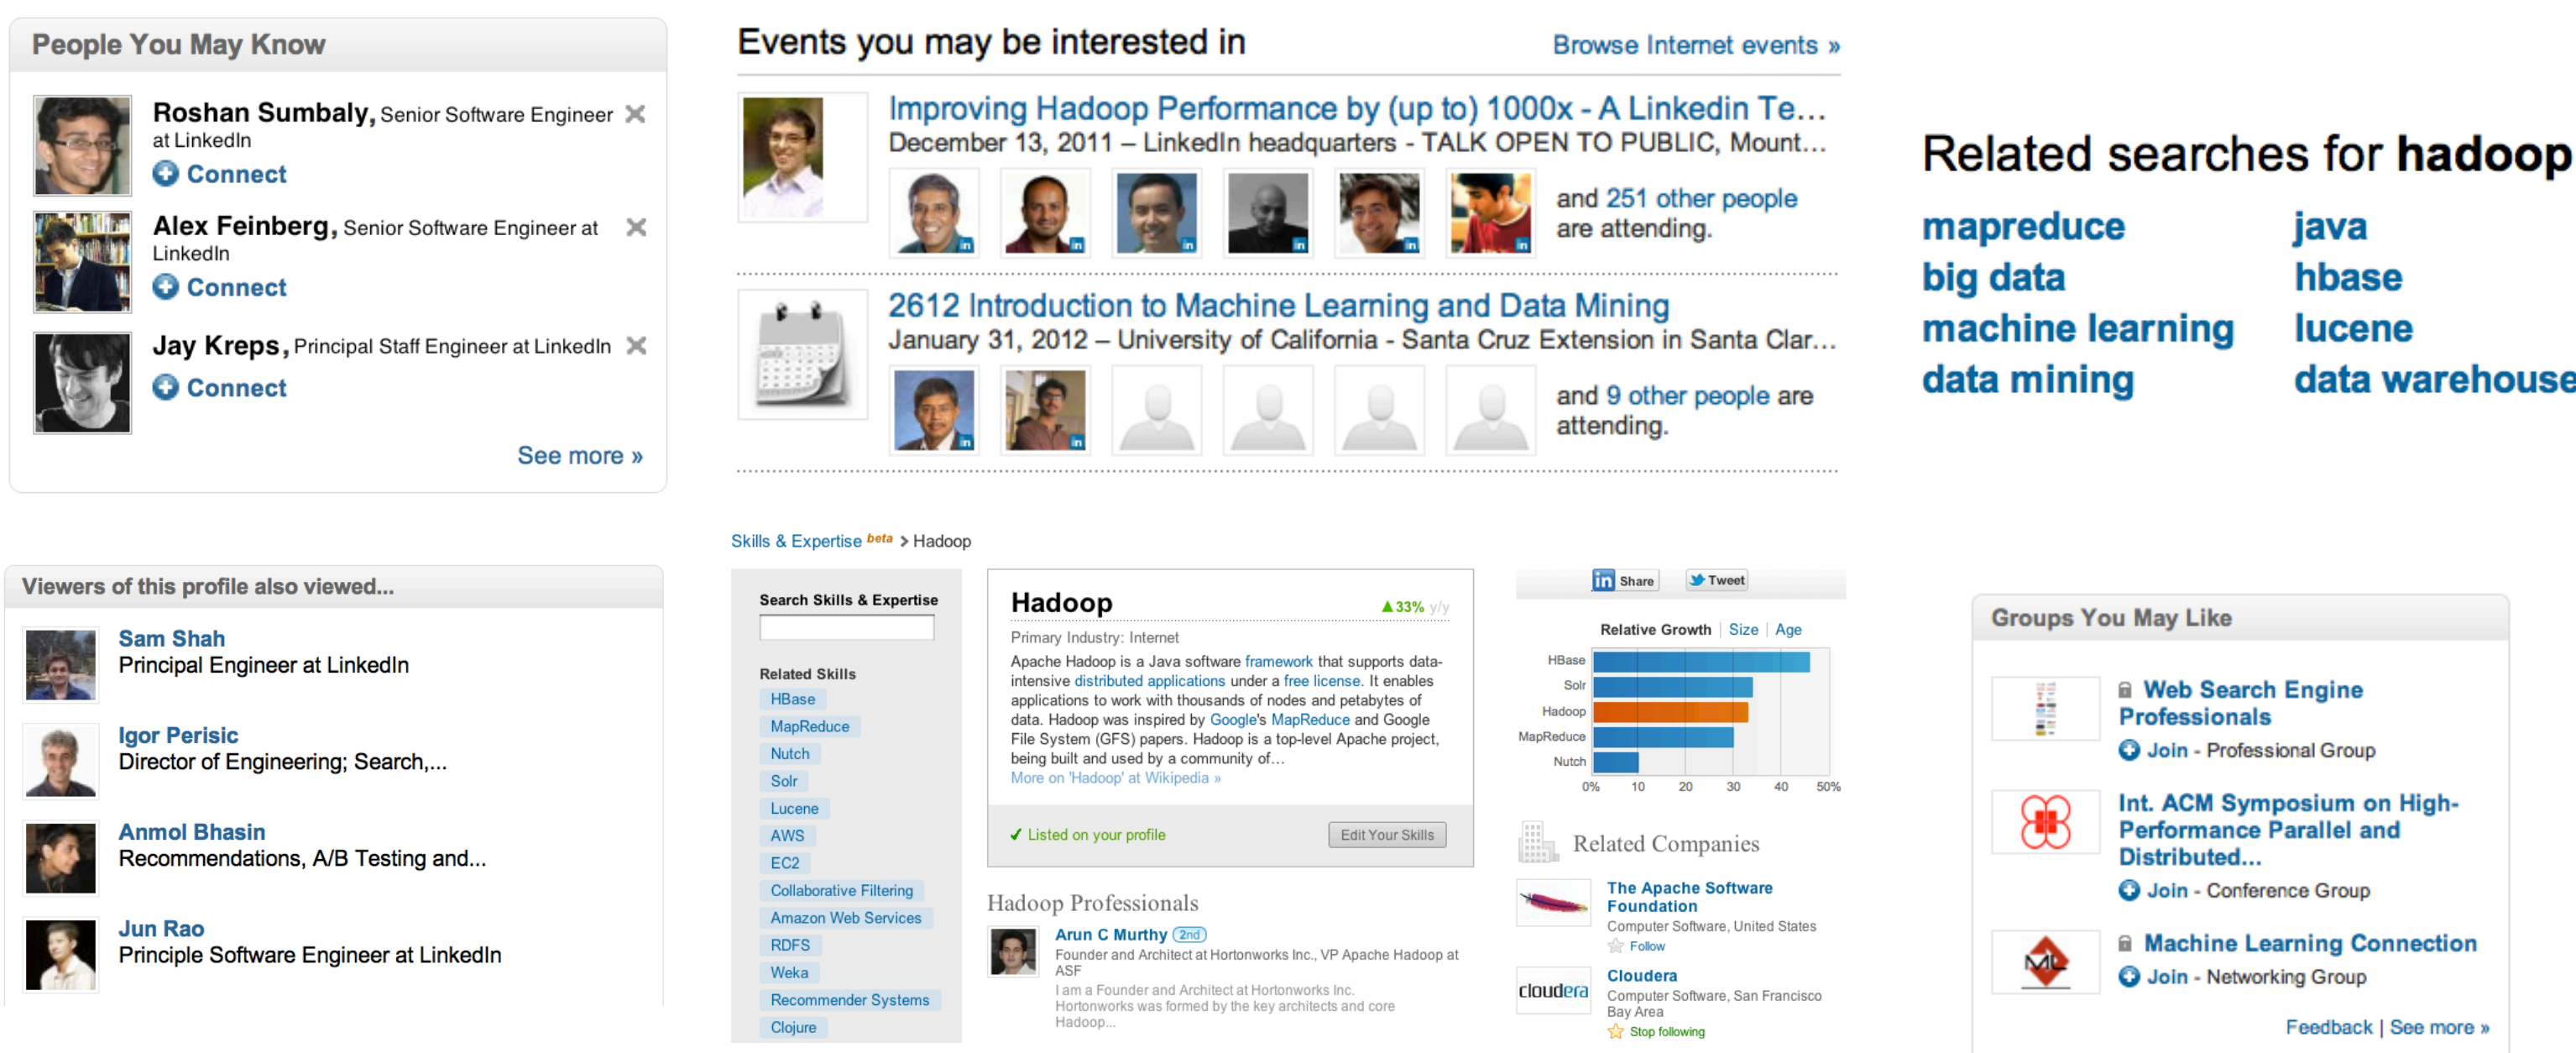 People You May Know
Roshan Sumbaly, Senior Software Engineer
at LinkedIn
Connect
Alex Feinberg, Senior Software Engineer at
LinkedIn
Connect
Jay Kreps, Principal Staff Engineer at LinkedIn
Connect
See more »
Events you may be interested in
Browse Internet events »
Improving Hadoop Performance by (up to) 1000x - A Linkedin Te...
December 13, 2011 – LinkedIn headquarters - TALK OPEN TO PUBLIC, Mount...
and 251 other people
are attending.
2612 Introduction to Machine Learning and Data Mining
January 31, 2012 – University of California - Santa Cruz Extension in Santa Clar...
and 9 other people are
attending.
Related searches for hadoop
mapreduce java
big data hbase
machine learning lucene
data mining data warehouse
Viewers of this profile also viewed...
Sam Shah
Principal Engineer at LinkedIn
Igor Perisic
Director of Engineering; Search,...
Anmol Bhasin
Recommendations, A/B Testing and...
Jun Rao
Principle Software Engineer at LinkedIn
Skills & Expertise beta > Hadoop
Search Skills & Expertise
Related Skills
HBase
MapReduce
Nutch
Solr
Lucene
AWS
EC2
Collaborative Filtering
Amazon Web Services
RDFS
Weka
Recommender Systems
Clojure
Hadoop
▲33% y/y
Primary Industry: Internet
Apache Hadoop is a Java software framework that supports data-
intensive distributed applications under a free license. It enables
applications to work with thousands of nodes and petabytes of
data. Hadoop was inspired by Google's MapReduce and Google
File System (GFS) papers. Hadoop is a top-level Apache project,
being built and used by a community of...
More on 'Hadoop' at Wikipedia »
✓ Listed on your profile
Edit Your Skills
Hadoop Professionals
Arun C Murthy 2nd
Founder and Architect at Hortonworks Inc., VP Apache Hadoop at
ASF
I am a Founder and Architect at Hortonworks Inc.
Hortonworks was formed by the key architects and core
Hadoop...
in Share
Tweet
Relative Growth | Size | Age
HBase
Solr
Hadoop
MapReduce
Nutch
0% 10 20 30 40 50%
Related Companies
The Apache Software
Foundation
Computer Software, United States
Follow
cloudera
Cloudera
Computer Software, San Francisco
Bay Area
Stop following
Groups You May Like
Web Search Engine
Professionals
Join - Professional Group
Int. ACM Symposium on High-
Performance Parallel and
Distributed...
Join - Conference Group
ML
Machine Learning Connection
Join - Networking Group
Feedback | See more »